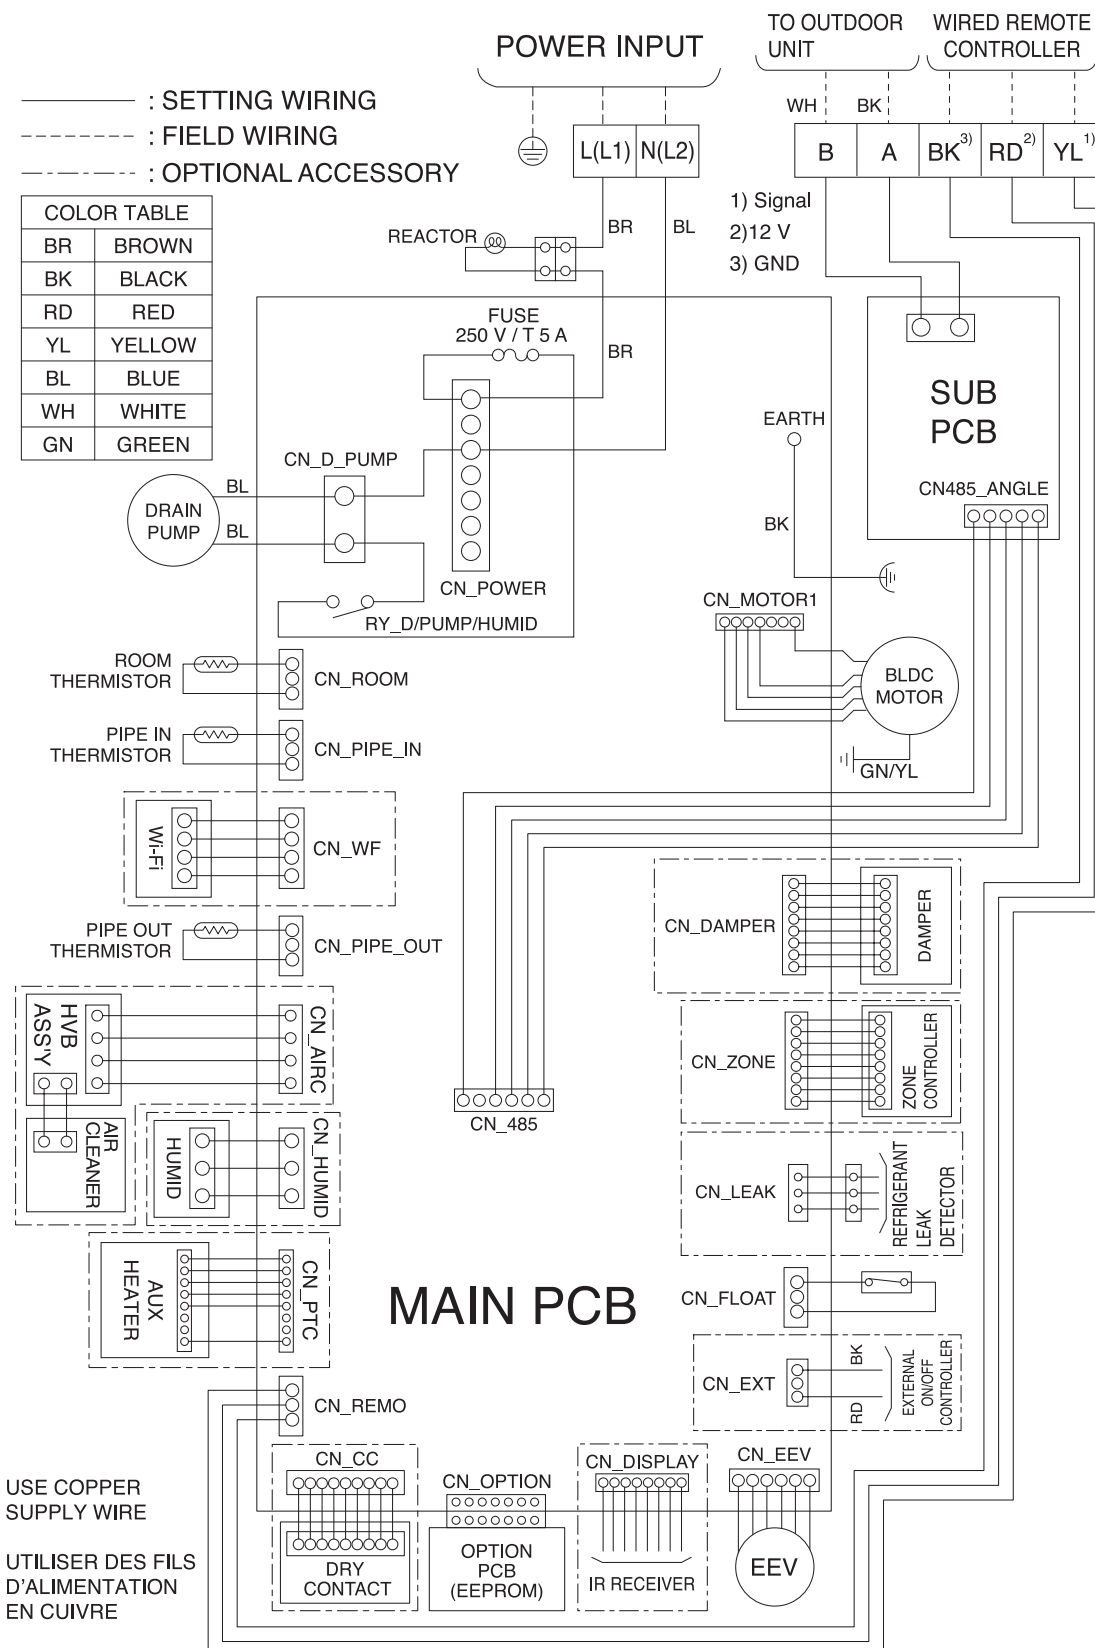 POWER INPUT
TO OUTDOOR
UNIT
WIRED REMOTE
CONTROLLER
: SETTING WIRING
: FIELD WIRING
: OPTIONAL ACCESSORY
WH
BK
L(L1) N(L2)
B A BK3) RD2) YL1)
COLOR TABLE
BR BROWN
BK BLACK
RD RED
YL YELLOW
BL BLUE
WH WHITE
GN GREEN
1) Signal
2)12 V
3) GND
REACTOR
BR
BL
FUSE
250 V / T 5 A
BR
SUB
PCB
EARTH
CN_D_PUMP
CN485_ANGLE
DRAIN
PUMP
BL
BL
BK
CN_POWER
CN_MOTOR1
RY_D/PUMP/HUMID
ROOM
THERMISTOR
CN_ROOM
BLDC
MOTOR
PIPE IN
THERMISTOR
CN_PIPE_IN
GN/YL
Wi-Fi
CN_WF
PIPE OUT
THERMISTOR
CN_PIPE_OUT
CN_DAMPER
DAMPER
HVB
ASS'Y
CN_AIRC
CN_ZONE
ZONE
CONTROLLER
CN_485
AIR
CLEANER
HUMID
CN_HUMID
CN_LEAK
REFRIGERANT
LEAK
DETECTOR
AUX
HEATER
CN_PTC
MAIN PCB
CN_FLOAT
CN_EXT
BK
RD
EXTERNAL
ON/OFF
CONTROLLER
CN_REMO
CN_CC
CN_OPTION
CN_DISPLAY
CN_EEV
USE COPPER
SUPPLY WIRE
UTILISER DES FILS
D'ALIMENTATION
EN CUIVRE
DRY
CONTACT
OPTION
PCB
(EEPROM)
IR RECEIVER
EEV